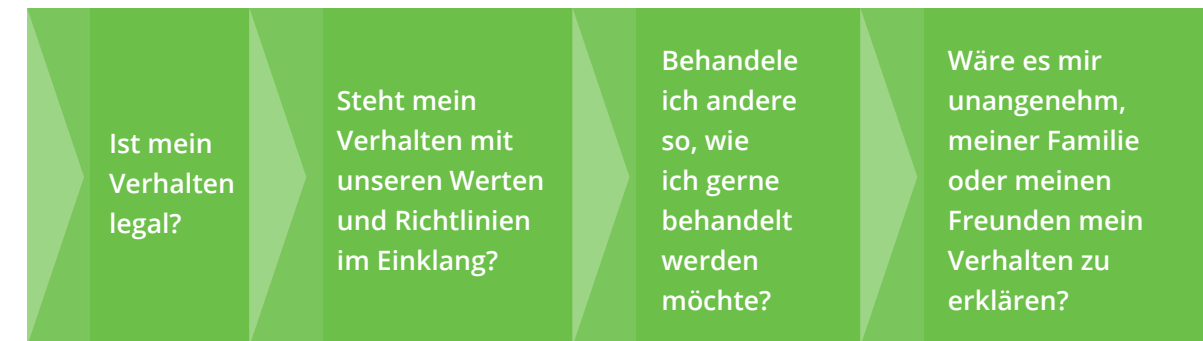 Ist mein
Verhalten
legal?
Steht mein
Verhalten mit
unseren Werten
und Richtlinien
im Einklang?
Behandele
ich andere
so, wie
ich gerne
behandelt
werden
möchte?
Wäre es mir
unangenehm,
meiner Familie
oder meinen
Freunden mein
Verhalten zu
erklären?